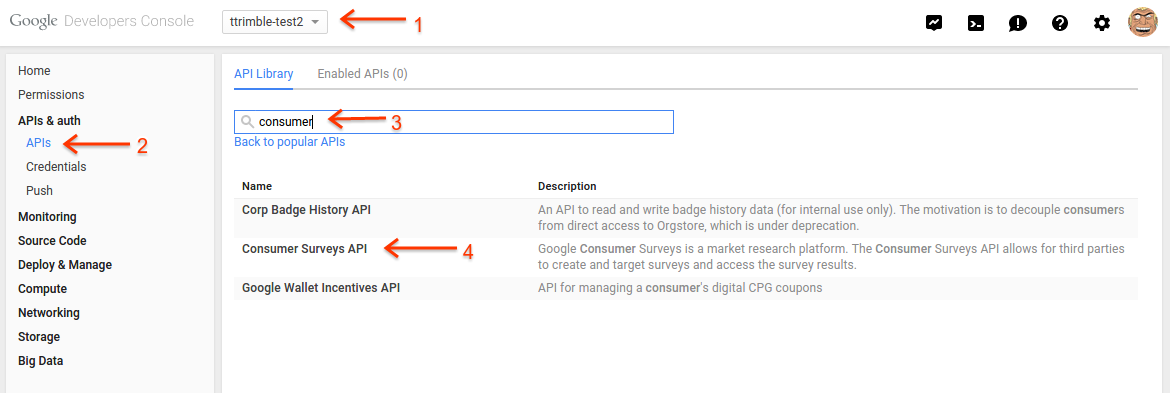 Google Developers Console ttrimble-test2 1
Home
Permissions
APIs & auth
APIs 2
Credentials
Push
Monitoring
Source Code
Deploy & Manage
Compute
Networking
Storage
Big Data
API Library Enabled APIs (0)
consumer 3
Back to popular APIs
Name Description
Corp Badge History API An API to read and write badge history data (for internal use only). The motivation is to decouple consumers
from direct access to Orgstore, which is under deprecation.
Consumer Surveys API 4 Google Consumer Surveys is a market research platform. The Consumer Surveys API allows for third parties
to create and target surveys and access the survey results.
Google Wallet Incentives API API for managing a consumer's digital CPG coupons